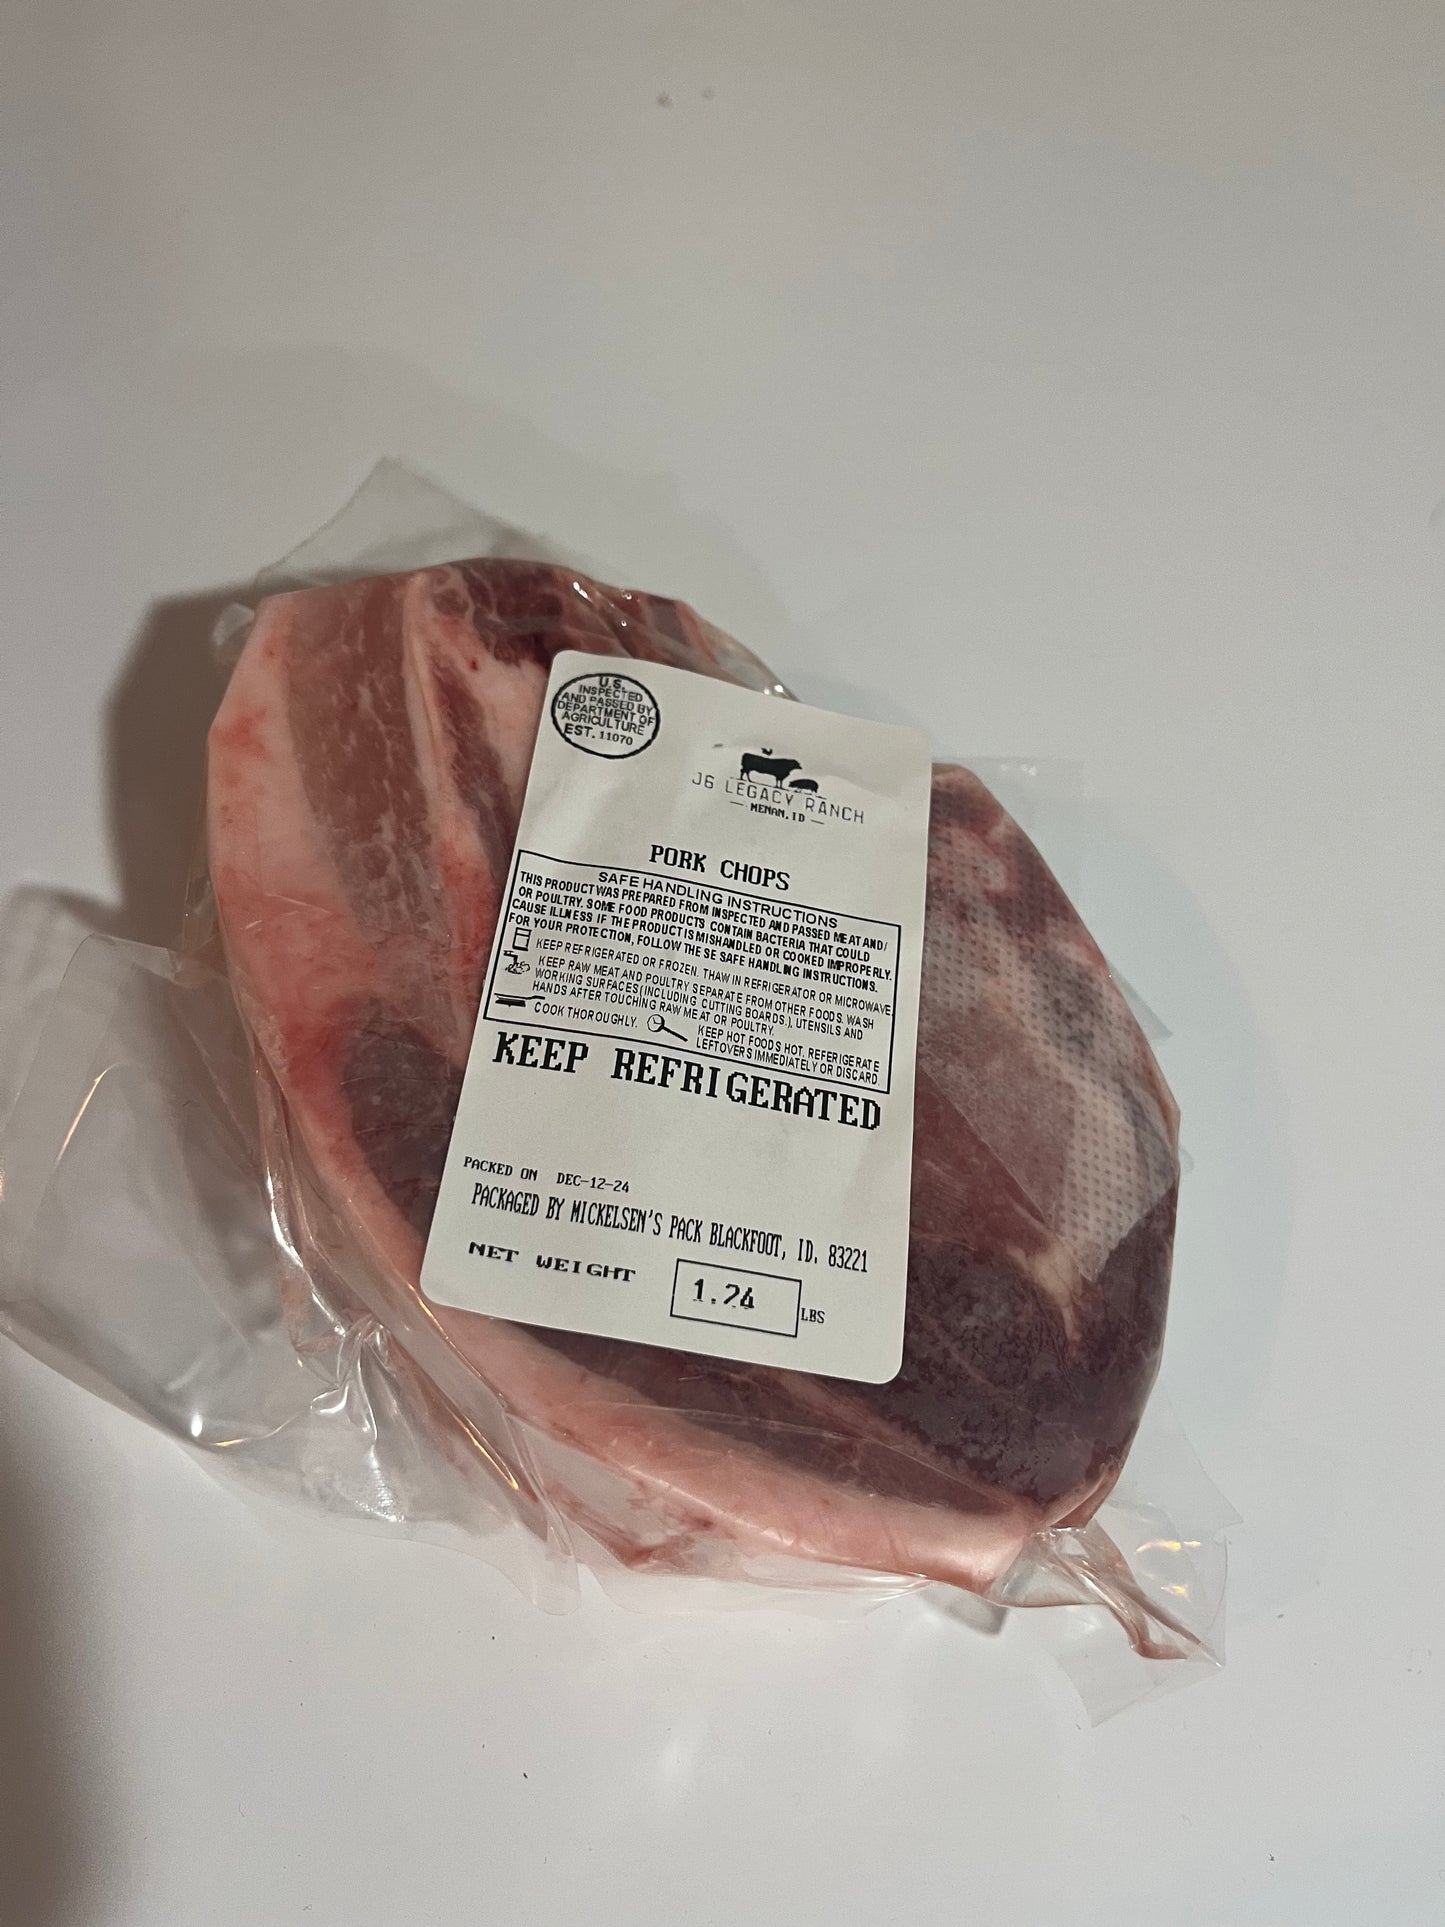 U.S.
INSPECTED
AND PASSED BY
DEPARTMENT OF
AGRICULTURE
EST. 11070
J6 LEGACY RANCH
MENAN, ID
PORK CHOPS
SAFE HANDLING INSTRUCTIONS
THIS PRODUCT WAS PREPARED FROM INSPECTED AND PASSED MEAT AND/
OR POULTRY. SOME FOOD PRODUCTS CONTAIN BACTERIA THAT COULD
CAUSE ILLNESS IF THE PRODUCT IS MISHANDLED OR COOKED IMPROPERLY.
FOR YOUR PROTECTION, FOLLOW THESE SAFE HANDLING INSTRUCTIONS.
KEEP REFRIGERATED OR FROZEN. THAW IN REFRIGERATOR OR MICROWAVE.
KEEP RAW MEAT AND POULTRY SEPARATE FROM OTHER FOODS. WASH
WORKING SURFACES (INCLUDING CUTTING BOARDS.), UTENSILS AND
HANDS AFTER TOUCHING RAW MEAT OR POULTRY.
COOK THOROUGHLY.
KEEP HOT FOODS HOT. REFERIGERATE
LEFTOVERS IMMEDIATELY OR DISCARD.
KEEP REFRIGERATED
PACKED ON DEC-12-24
PACKAGED BY MICKELSEN'S PACK BLACKFOOT, ID. 83221
NET WEIGHT
LBS